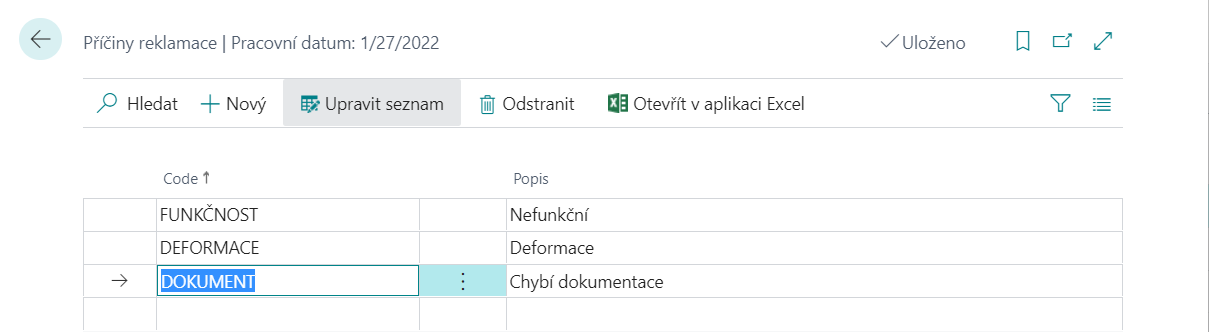 Příčiny reklamace | Pracovní datum: 1/27/2022 Uloženo
Hledat Nový Upravit seznam Odstranit Otevřít v aplikaci Excel
Code ↑ Popis
FUNKČNOST Nefunkční
DEFORMACE Deformace
DOKUMENT Chybí dokumentace